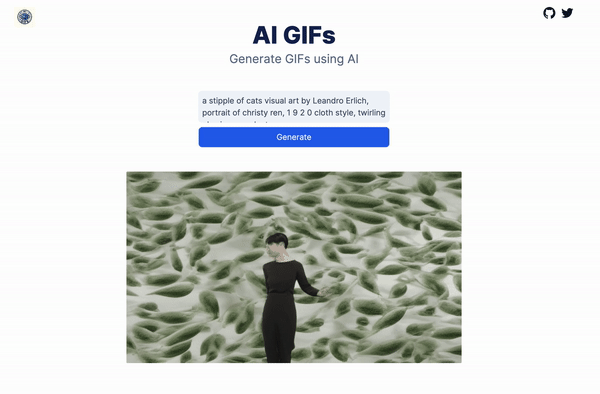 AI GIFs
Generate GIFs using AI
a stipple of cats visual art by Leandro Erlich,
portrait of christy ren, 1 9 2 0 cloth style, twirling
Generate